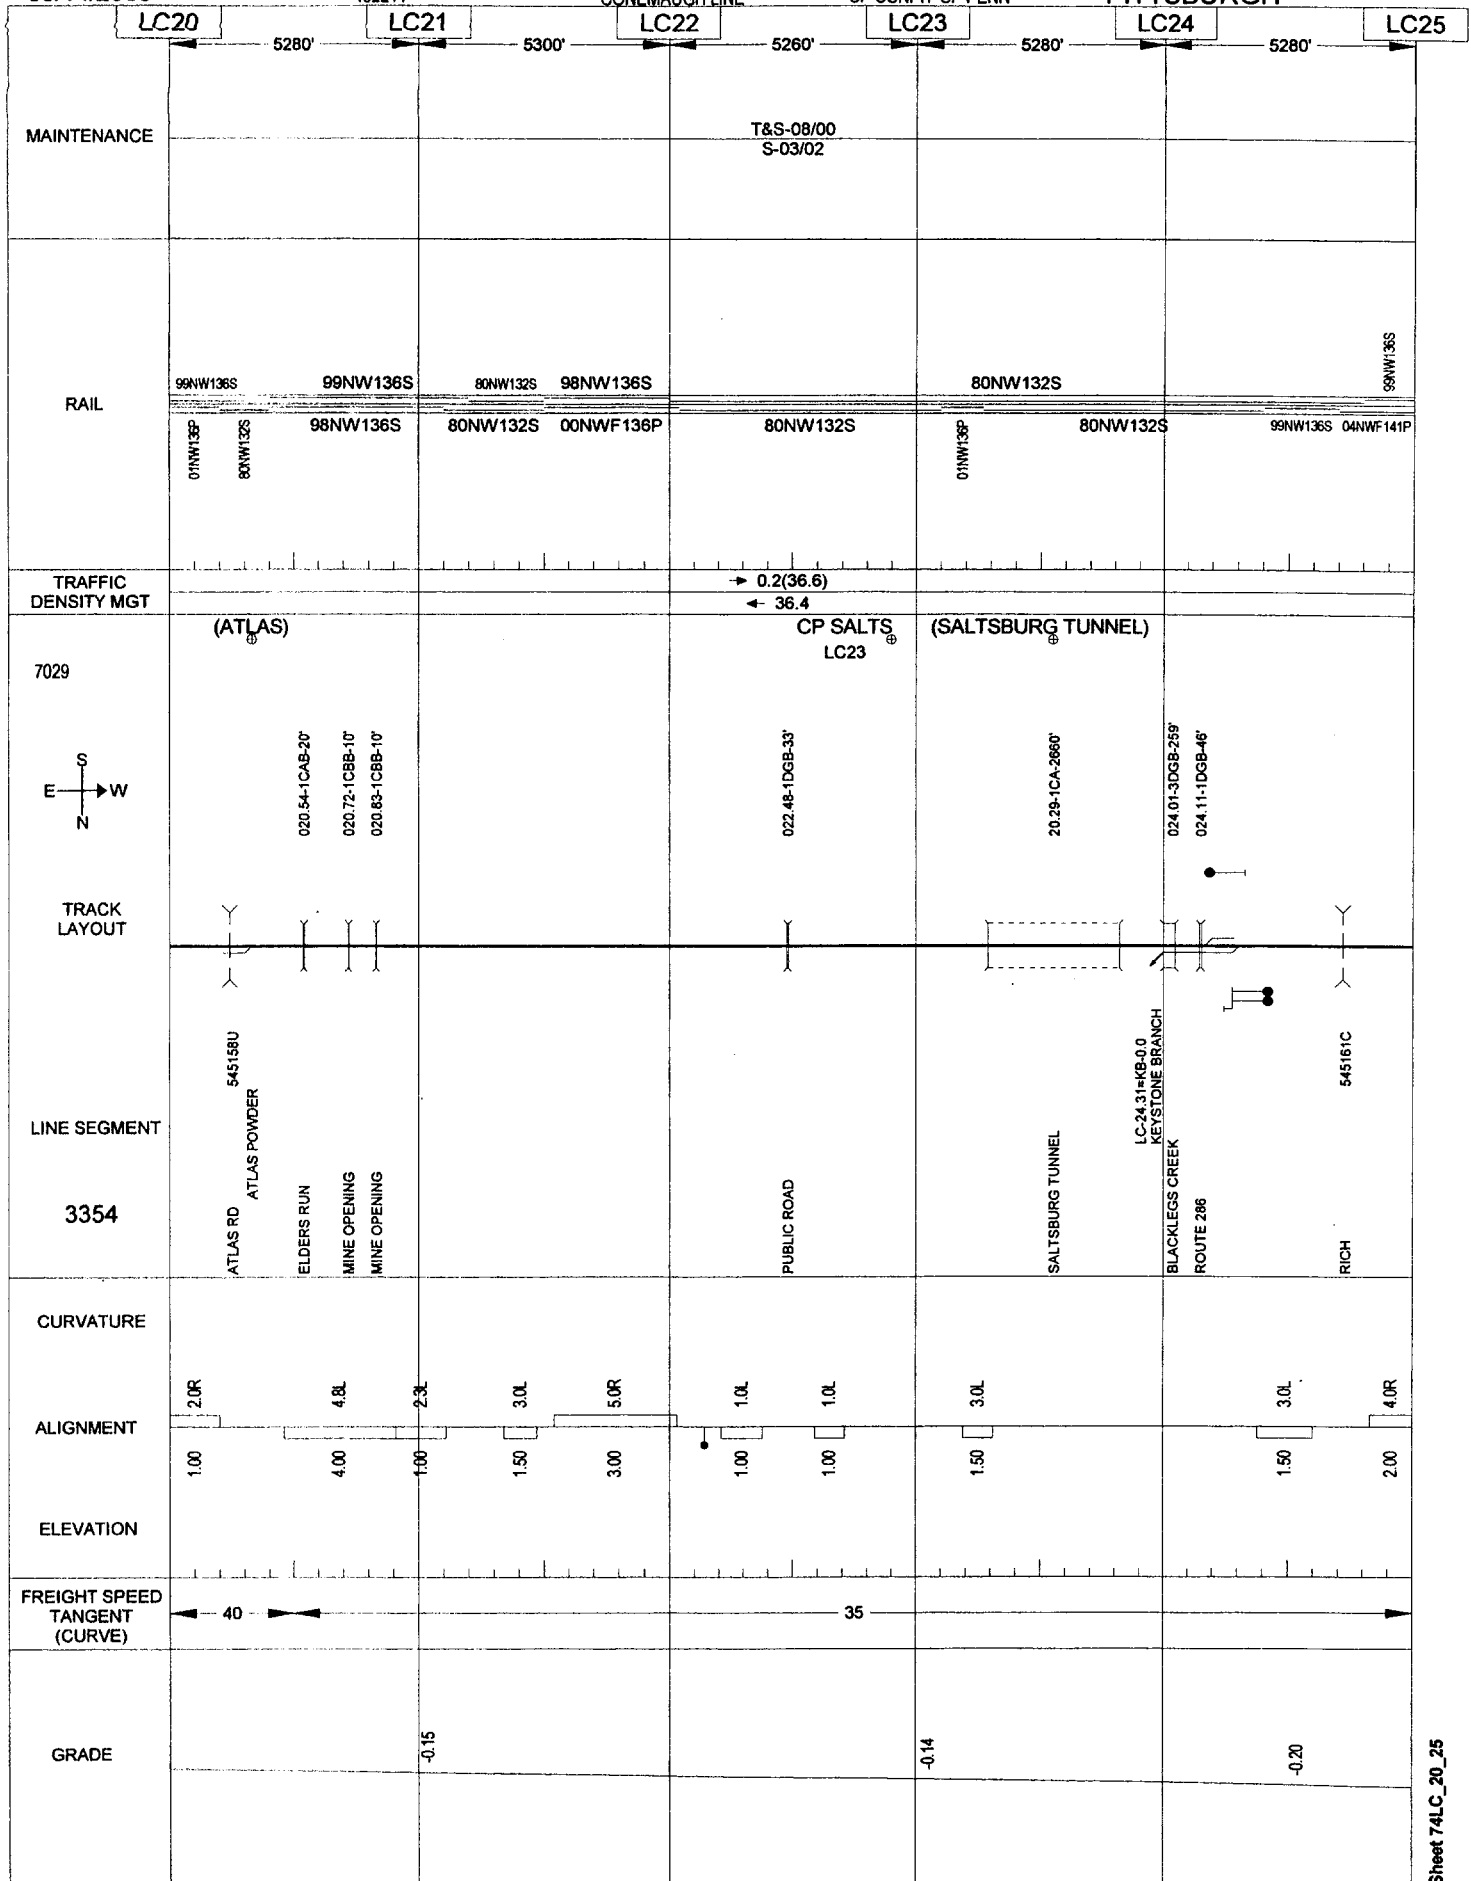 LC20 LC21 LC22 LC23 LC24 LC25
5280' 5300' 5260' 5280' 5280'
MAINTENANCE
T&S-08/00
S-03/02
RAIL
99NW136S 99NW136S 80NW132S 98NW136S 80NW132S 99NW136S
01NW136P 80NW132S 98NW136S 80NW132S 00NWF136P 80NW132S 01NW136P 80NW132S 99NW136S 04NWF141P
TRAFFIC
DENSITY MGT
0.2(36.6)
36.4
(ATLAS) CP SALTS (SALTSBURG TUNNEL)
LC23
7029
S
E W
N
020.54-1CAB-20'
020.72-1CBB-10'
020.83-1CBB-10'
022.48-1DGB-33'
20.29-1CA-2660'
024.01-3DGB-259'
024.11-1DGB-46'
TRACK
LAYOUT
LINE SEGMENT
3354
ATLAS RD 545158U
ATLAS POWDER
ELDERS RUN
MINE OPENING
MINE OPENING
PUBLIC ROAD
SALTSBURG TUNNEL
LC-24.31=KB-0.0
KEYSTONE BRANCH
BLACKLEGS CREEK
ROUTE 286
RICH 545161C
CURVATURE
2.0R 4.8L 2.3L 3.0L 5.0R 1.0L 1.0L 3.0L 3.0L 4.0R
ALIGNMENT
1.00 4.00 1.00 1.50 3.00 1.00 1.00 1.50 1.50 2.00
ELEVATION
FREIGHT SPEED
TANGENT
(CURVE)
40 35
GRADE
-0.15 -0.14 -0.20
Sheet 74LC_20_25